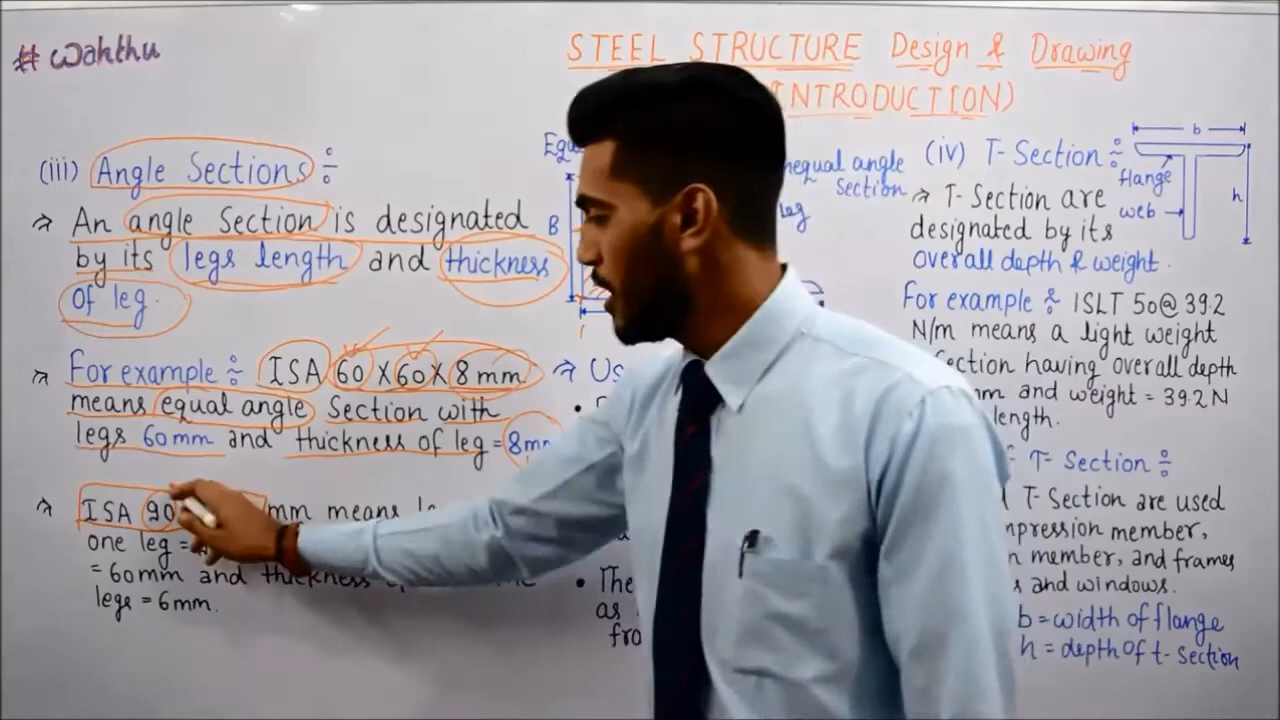 # Wahthu
STEEL STRUCTURE Design & Drawing
INTRODUCTION)
(iii) Angle Sections :
An angle Section is designated
by its legs length and thickness
of leg.
For example : ISA 60 X 60 X 8 mm
means equal angle Section with
legs 60mm and thickness of leg = 8mm
ISA 90 mm means
one leg =
= 60mm and thickness
legs = 6mm.
B
angle
Section
Us
The
as
fro
(iv) T- Section :
b
h
flange
web
T-Section are
designated by its
overall depth & weight.
For example : ISLT 50@ 39.2
N/m means a light weight
Section having overall depth
mm and weight = 39.2 N
length.
T- Section :
T-Section are used
member,
member, and frames
and windows.
b = width of flange
h = depth of t- section